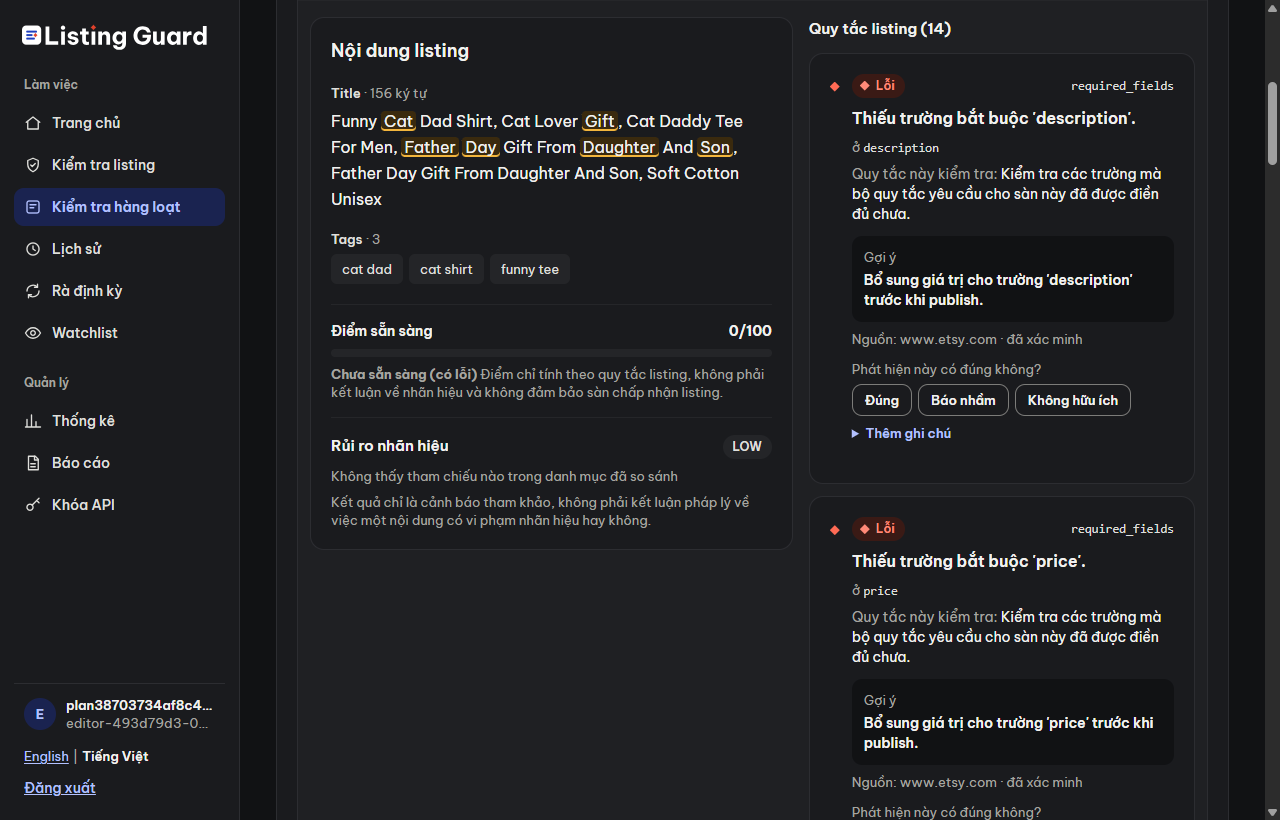 Listing Guard
Làm việc
Trang chủ
Kiểm tra listing
Kiểm tra hàng loạt
Lịch sử
Rà định kỳ
Watchlist
Quản lý
Thống kê
Báo cáo
Khóa API
E
plan38703734af8c4...
editor-493d79d3-0...
English | Tiếng Việt
Đăng xuất
Nội dung listing
Title · 156 ký tự
Funny Cat Dad Shirt, Cat Lover Gift, Cat Daddy Tee
For Men, Father Day Gift From Daughter And Son,
Father Day Gift From Daughter And Son, Soft Cotton
Unisex
Tags · 3
cat dad
cat shirt
funny tee
Điểm sẵn sàng
0/100
Chưa sẵn sàng (có lỗi) Điểm chỉ tính theo quy tắc listing, không phải
kết luận về nhãn hiệu và không đảm bảo sàn chấp nhận listing.
Rủi ro nhãn hiệu
LOW
Không thấy tham chiếu nào trong danh mục đã so sánh
Kết quả chỉ là cảnh báo tham khảo, không phải kết luận pháp lý về
việc một nội dung có vi phạm nhãn hiệu hay không.
Quy tắc listing (14)
Lỗi
required_fields
Thiếu trường bắt buộc 'description'.
ở description
Quy tắc này kiểm tra: Kiểm tra các trường mà
bộ quy tắc yêu cầu cho sàn này đã được điền
đủ chưa.
Gợi ý
Bổ sung giá trị cho trường 'description'
trước khi publish.
Nguồn: www.etsy.com · đã xác minh
Phát hiện này có đúng không?
Đúng
Báo nhầm
Không hữu ích
Thêm ghi chú
Lỗi
required_fields
Thiếu trường bắt buộc 'price'.
ở price
Quy tắc này kiểm tra: Kiểm tra các trường mà
bộ quy tắc yêu cầu cho sàn này đã được điền
đủ chưa.
Gợi ý
Bổ sung giá trị cho trường 'price' trước khi
publish.
Nguồn: www.etsy.com · đã xác minh
Phát hiện này có đúng không?